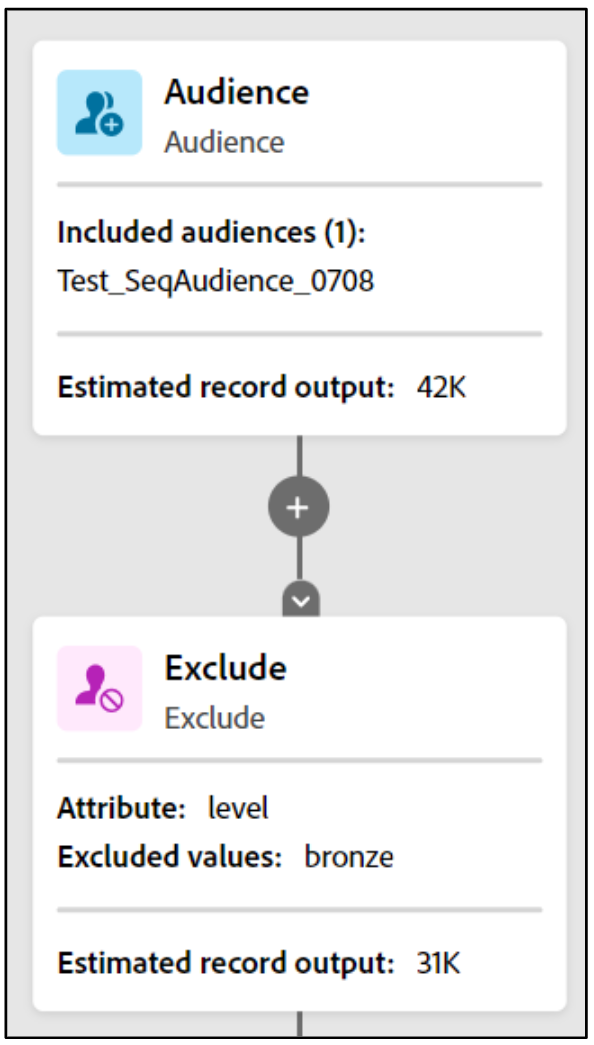 Audience
Audience
Included audiences (1):
Test_SeqAudience_0708
Estimated record output: 42K
Exclude
Exclude
Attribute: level
Excluded values: bronze
Estimated record output: 31K